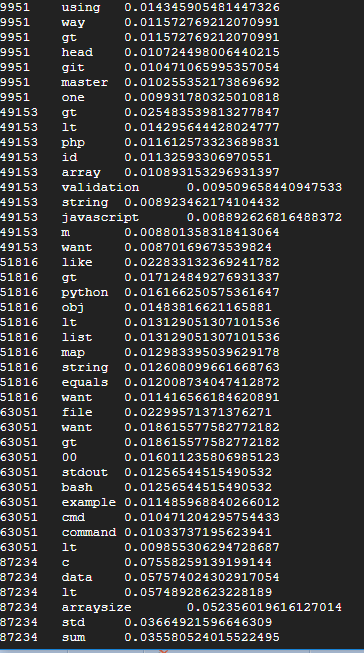 9951 using 0.014345905481447326
9951 way 0.011572769212070991
9951 gt 0.011572769212070991
9951 head 0.010724498006440215
9951 git 0.010471065995357054
9951 master 0.010255352173869692
9951 one 0.009931780325010818
49153 gt 0.025483539813277847
49153 lt 0.014295644428024777
49153 php 0.011612573323689831
49153 id 0.01132593306970551
49153 array 0.010893153296931397
49153 validation 0.009509658440947533
49153 string 0.008923462174104432
49153 javascript 0.008892626816488372
49153 m 0.008801358318413064
49153 want 0.00870169673539824
51816 like 0.022833132369241782
51816 gt 0.017124849276931337
51816 python 0.016166250575361647
51816 obj 0.01483816621165881
51816 lt 0.013129051307101536
51816 list 0.013129051307101536
51816 map 0.012983395039629178
51816 string 0.012608099661668763
51816 equals 0.012008734047412872
51816 want 0.011416566184620891
63051 file 0.02299571371376271
63051 want 0.018615577582772182
63051 gt 0.018615577582772182
63051 00 0.016011235806985123
63051 stdout 0.01256544515490532
63051 bash 0.01256544515490532
63051 example 0.011485968840266012
63051 cmd 0.010471204295754433
63051 command 0.01033737195623941
63051 lt 0.009855306294728687
87234 c 0.07558259139199144
87234 data 0.057574024302917054
87234 lt 0.05748928623228189
87234 arraysize 0.052356019616127014
87234 std 0.03664921596646309
87234 sum 0.035580524015522495